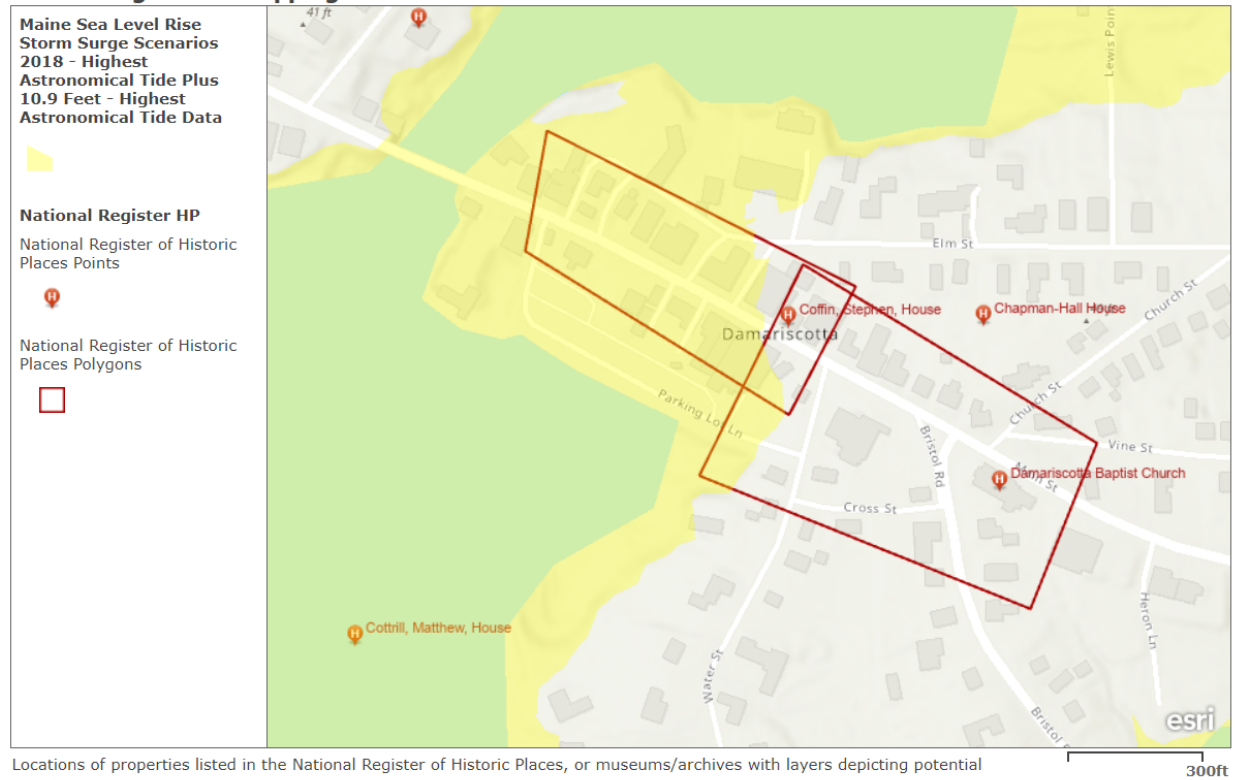 Maine Sea Level Rise
Storm Surge Scenarios
2018 - Highest
Astronomical Tide Plus
10.9 Feet - Highest
Astronomical Tide Data
National Register HP
National Register of Historic
Places Points
H
National Register of Historic
Places Polygons
41 ft
H
Lewis Poin
Elm St
Church St
H Coffin, Stephen, House
H Chapman-Hall House
Damariscotta
Parking Lot Ln
Church St
Bristol Rd
Vine St
Main St
H Damariscotta Baptist Church
Cross St
Heron Ln
H Cottrill, Matthew, House
Water St
Bristol
esri
Locations of properties listed in the National Register of Historic Places, or museums/archives with layers depicting potential
300ft